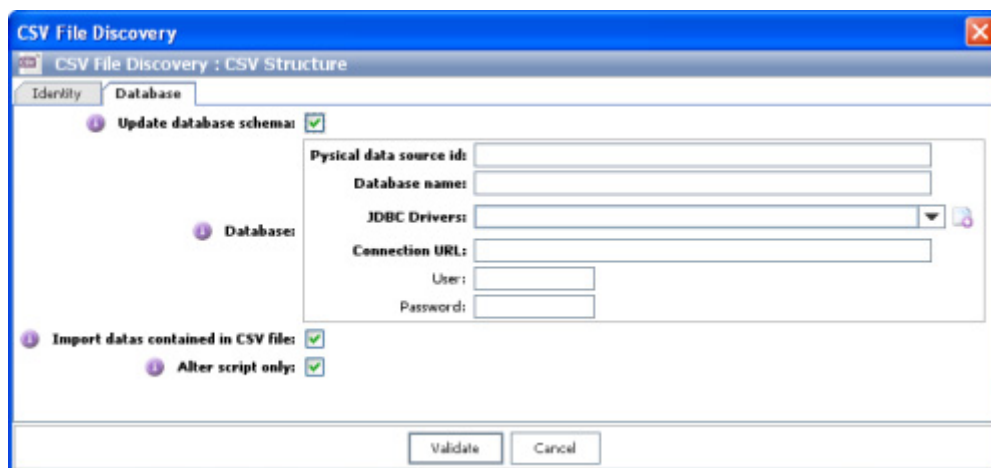 CSV File Discovery
CSV File Discovery : CSV Structure
Identity Database
Update database schema:
Pysical data source id:
Database name:
JDBC Drivers:
Database:
Connection URL:
User:
Password:
Import datas contained in CSV file:
Alter script only:
Validate Cancel